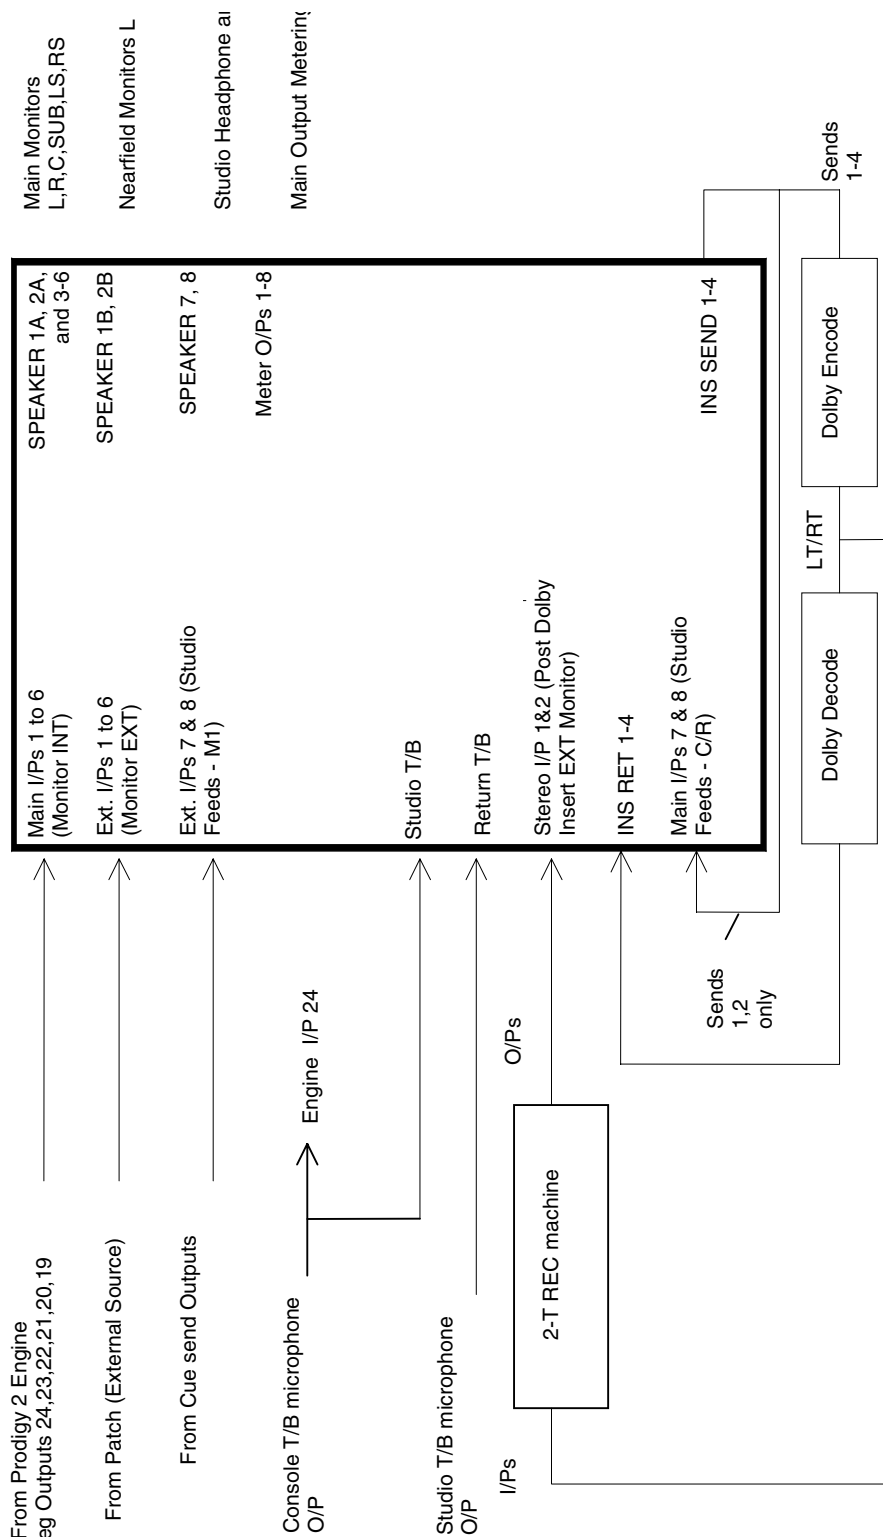 From Prodigy 2 Engine
eg Outputs 24,23,22,21,20,19
From Patch (External Source)
From Cue send Outputs
Console T/B microphone
O/P
Engine I/P 24
Studio T/B microphone
O/P
I/Ps
2-T REC machine
O/Ps
Sends
1,2
only
Main I/Ps 1 to 6
(Monitor INT)
Ext. I/Ps 1 to 6
(Monitor EXT)
Ext. I/Ps 7 & 8 (Studio
Feeds - M1)
Studio T/B
Return T/B
Stereo I/P 1&2 (Post Dolby
Insert EXT Monitor)
INS RET 1-4
Main I/Ps 7 & 8 (Studio
Feeds - C/R)
Dolby Decode
LT/RT
Dolby Encode
SPEAKER 1A, 2A,
and 3-6
SPEAKER 1B, 2B
SPEAKER 7, 8
Meter O/Ps 1-8
INS SEND 1-4
Sends
1-4
Main Monitors
L,R,C,SUB,LS,RS
Nearfield Monitors L
Studio Headphone
Main Output Metering